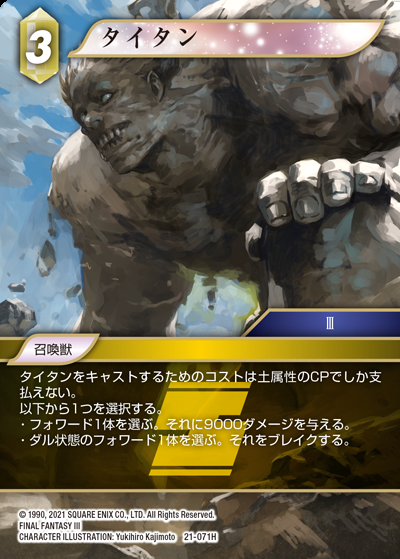 3
タイタン
III
召喚獣
タイタンをキャストするためのコストは土属性のCPでしか支
払えない。
以下から1つを選択する。
・フォワード1体を選ぶ。それに9000ダメージを与える。
・ダル状態のフォワード1体を選ぶ。それをブレイクする。
© 1990, 2021 SQUARE ENIX CO., LTD. All Rights Reserved.
FINAL FANTASY III
CHARACTER ILLUSTRATION: Yukihiro Kajimoto 21-071H